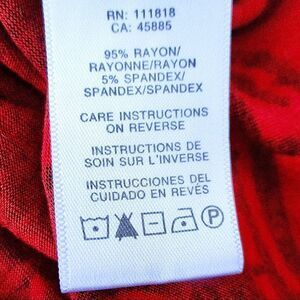 RN: 111818
CA: 45885
95% RAYON/
RAYONNE/RAYON
5% SPANDEX/
SPANDEX/SPANDEX
CARE INSTRUCTIONS
ON REVERSE
INSTRUCTIONS DE
SOIN SUR L'INVERSE
INSTRUCCIONES DEL
CUIDADO EN REVÉS
P